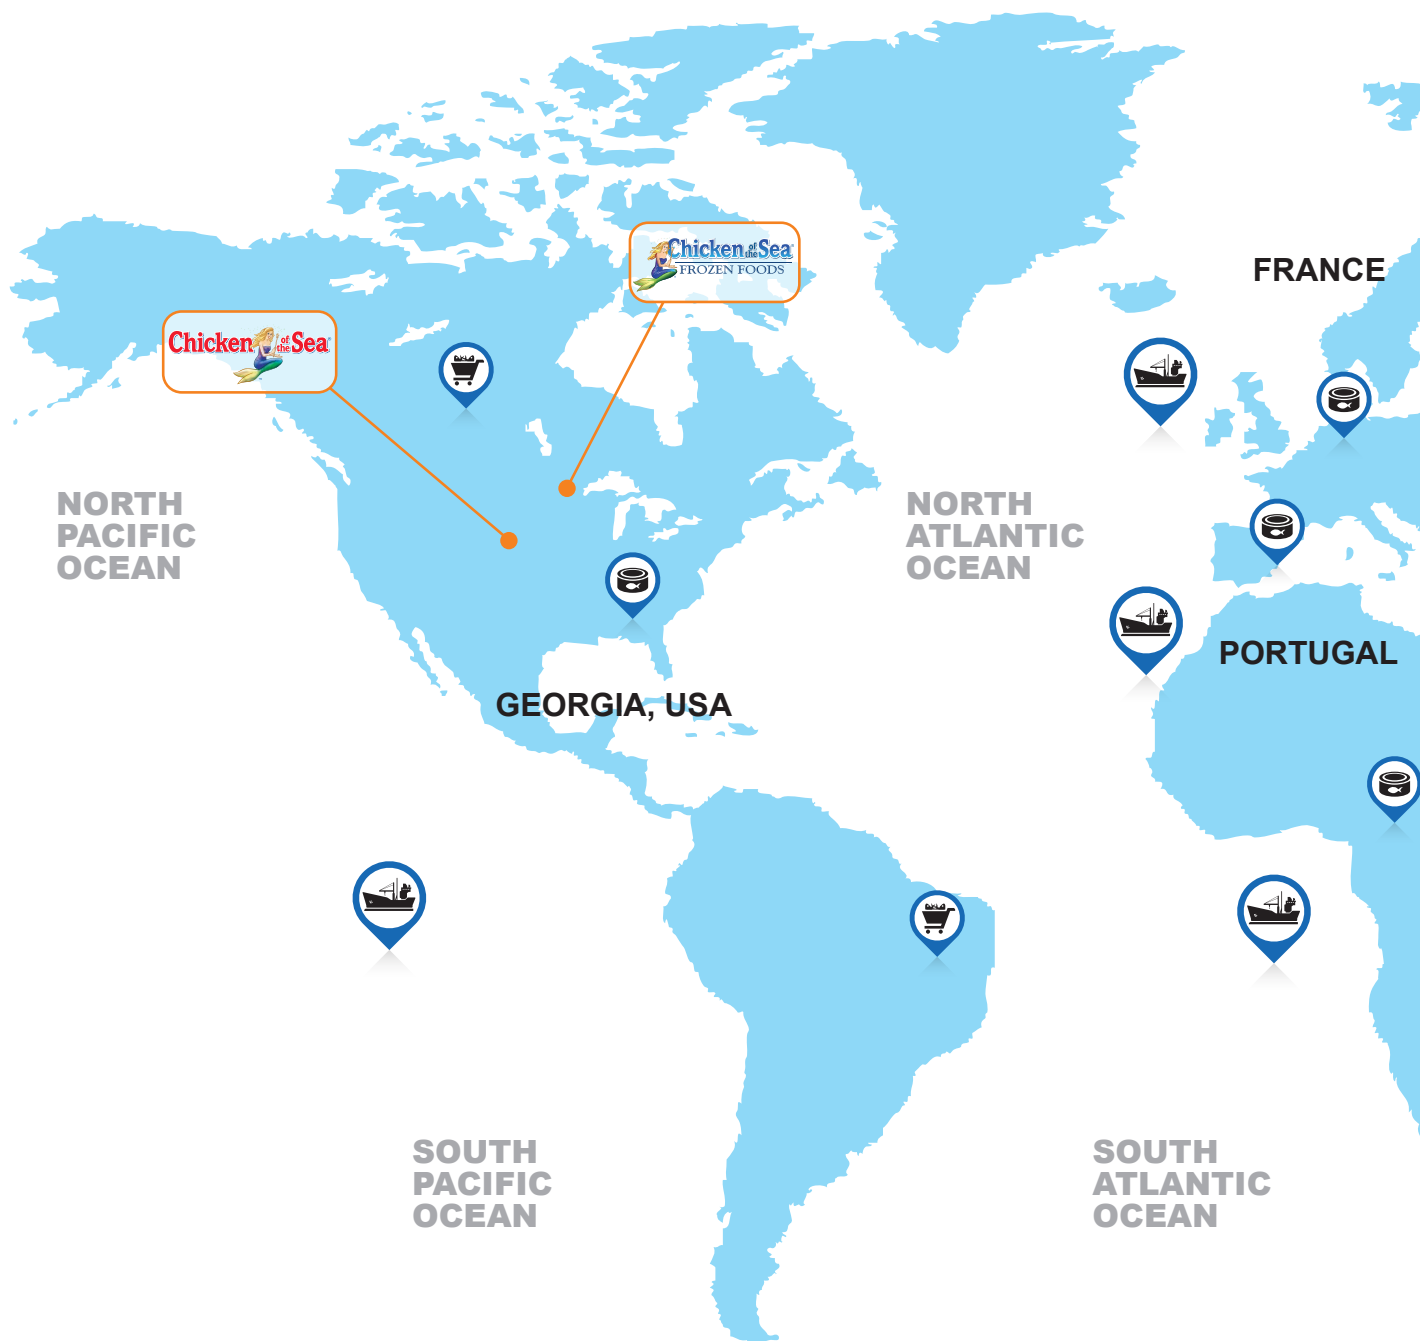 Chicken of the Sea
FROZEN FOODS
FRANCE
Chicken of the Sea
NORTH
PACIFIC
OCEAN
NORTH
ATLANTIC
OCEAN
PORTUGAL
GEORGIA, USA
SOUTH
PACIFIC
OCEAN
SOUTH
ATLANTIC
OCEAN